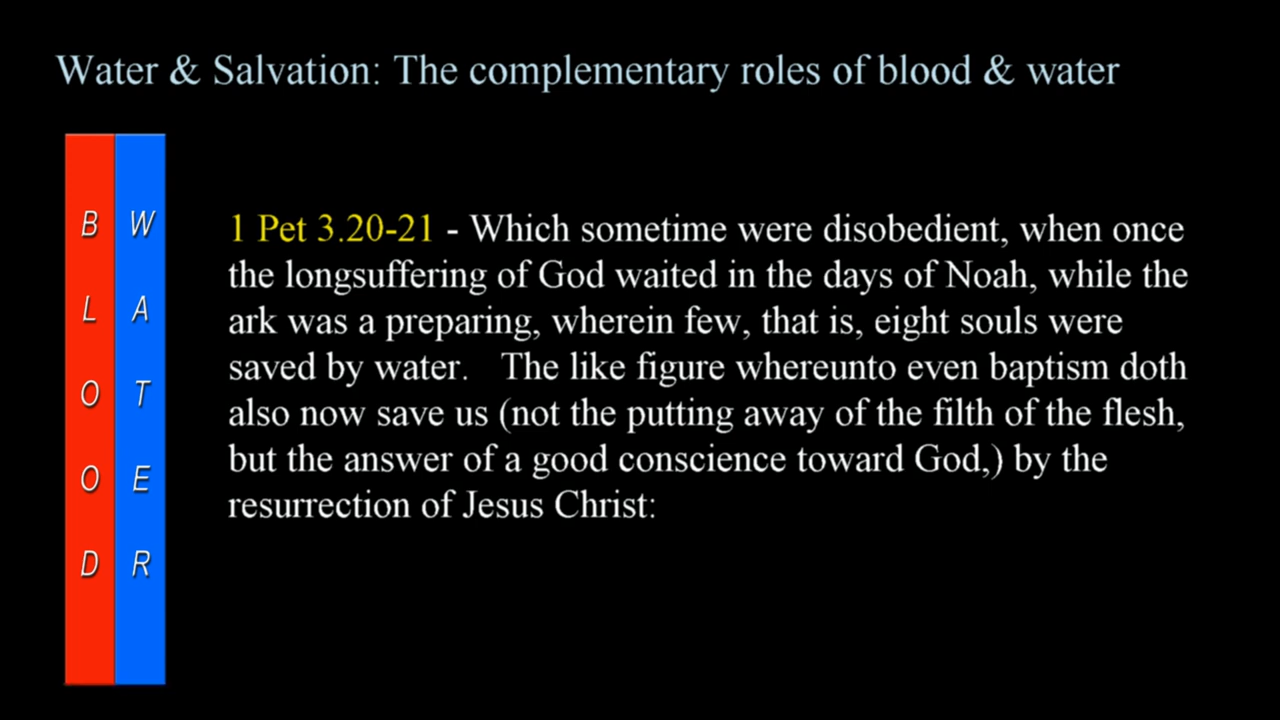 Water & Salvation: The complementary roles of blood & water
BLOOD
WATER
1 Pet 3.20-21 - Which sometime were disobedient, when once
the longsuffering of God waited in the days of Noah, while the
ark was a preparing, wherein few, that is, eight souls were
saved by water. The like figure whereunto even baptism doth
also now save us (not the putting away of the filth of the flesh,
but the answer of a good conscience toward God,) by the
resurrection of Jesus Christ: